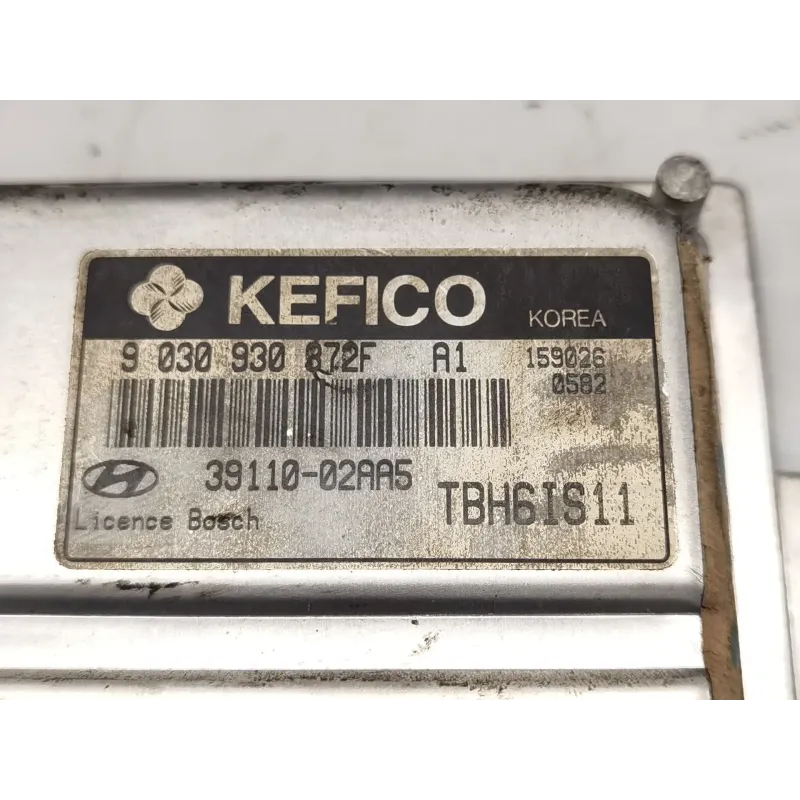 KEFICO KOREA
9 030 930 872F A1 159026
0582
39110-02AA5 TBH6IS11
Licence Bosch